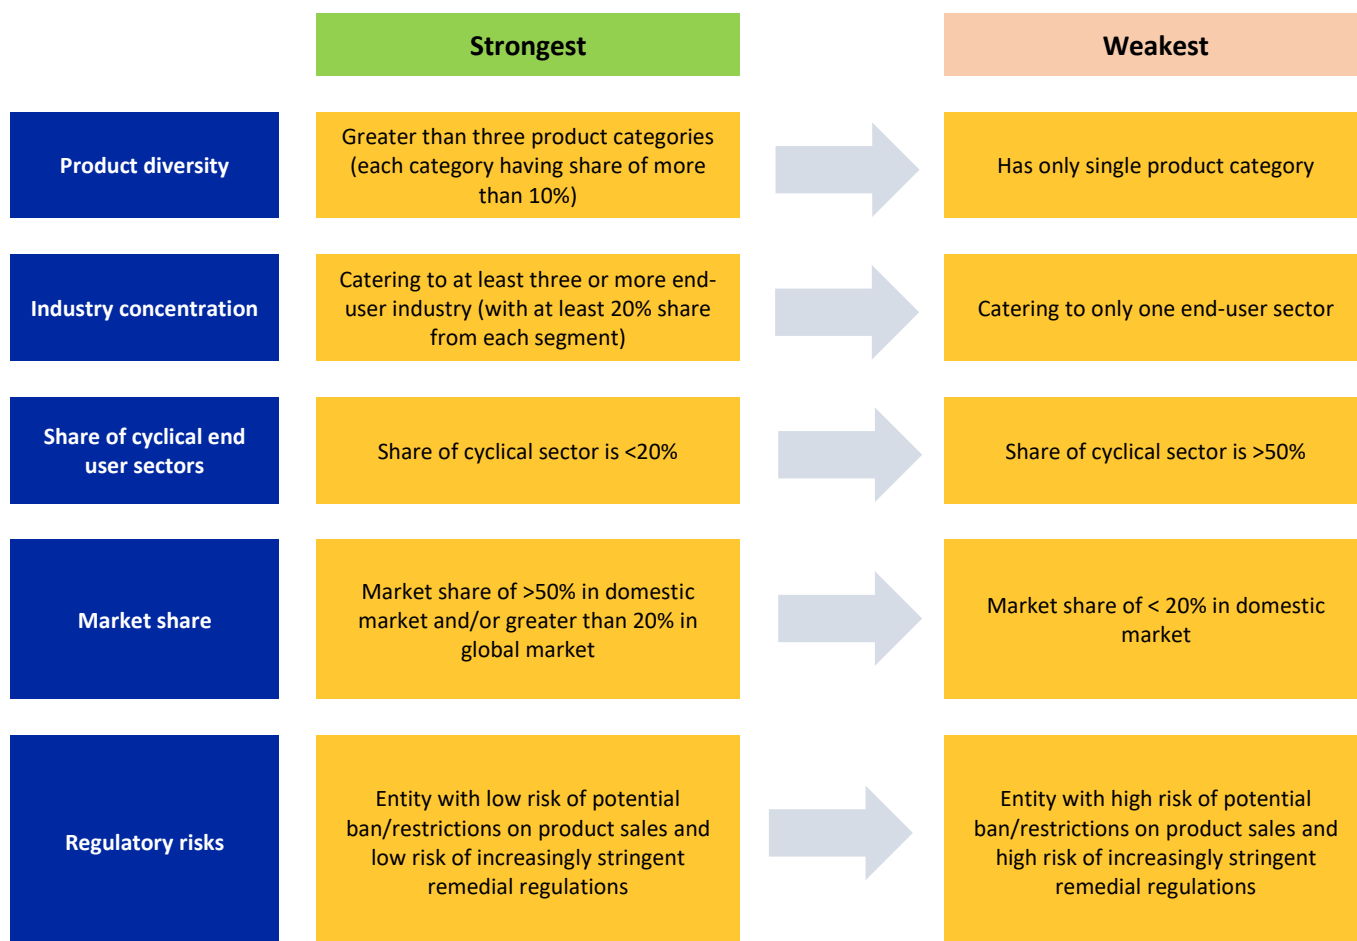 Strongest
Weakest
Product diversity
Greater than three product categories
(each category having share of more
than 10%)
Has only single product category
Industry concentration
Catering to at least three or more end-
user industry (with at least 20% share
from each segment)
Catering to only one end-user sector
Share of cyclical end
user sectors
Share of cyclical sector is <20%
Share of cyclical sector is >50%
Market share
Market share of >50% in domestic
market and/or greater than 20% in
global market
Market share of < 20% in domestic
market
Regulatory risks
Entity with low risk of potential
ban/restrictions on product sales and
low risk of increasingly stringent
remedial regulations
Entity with high risk of potential
ban/restrictions on product sales and
high risk of increasingly stringent
remedial regulations